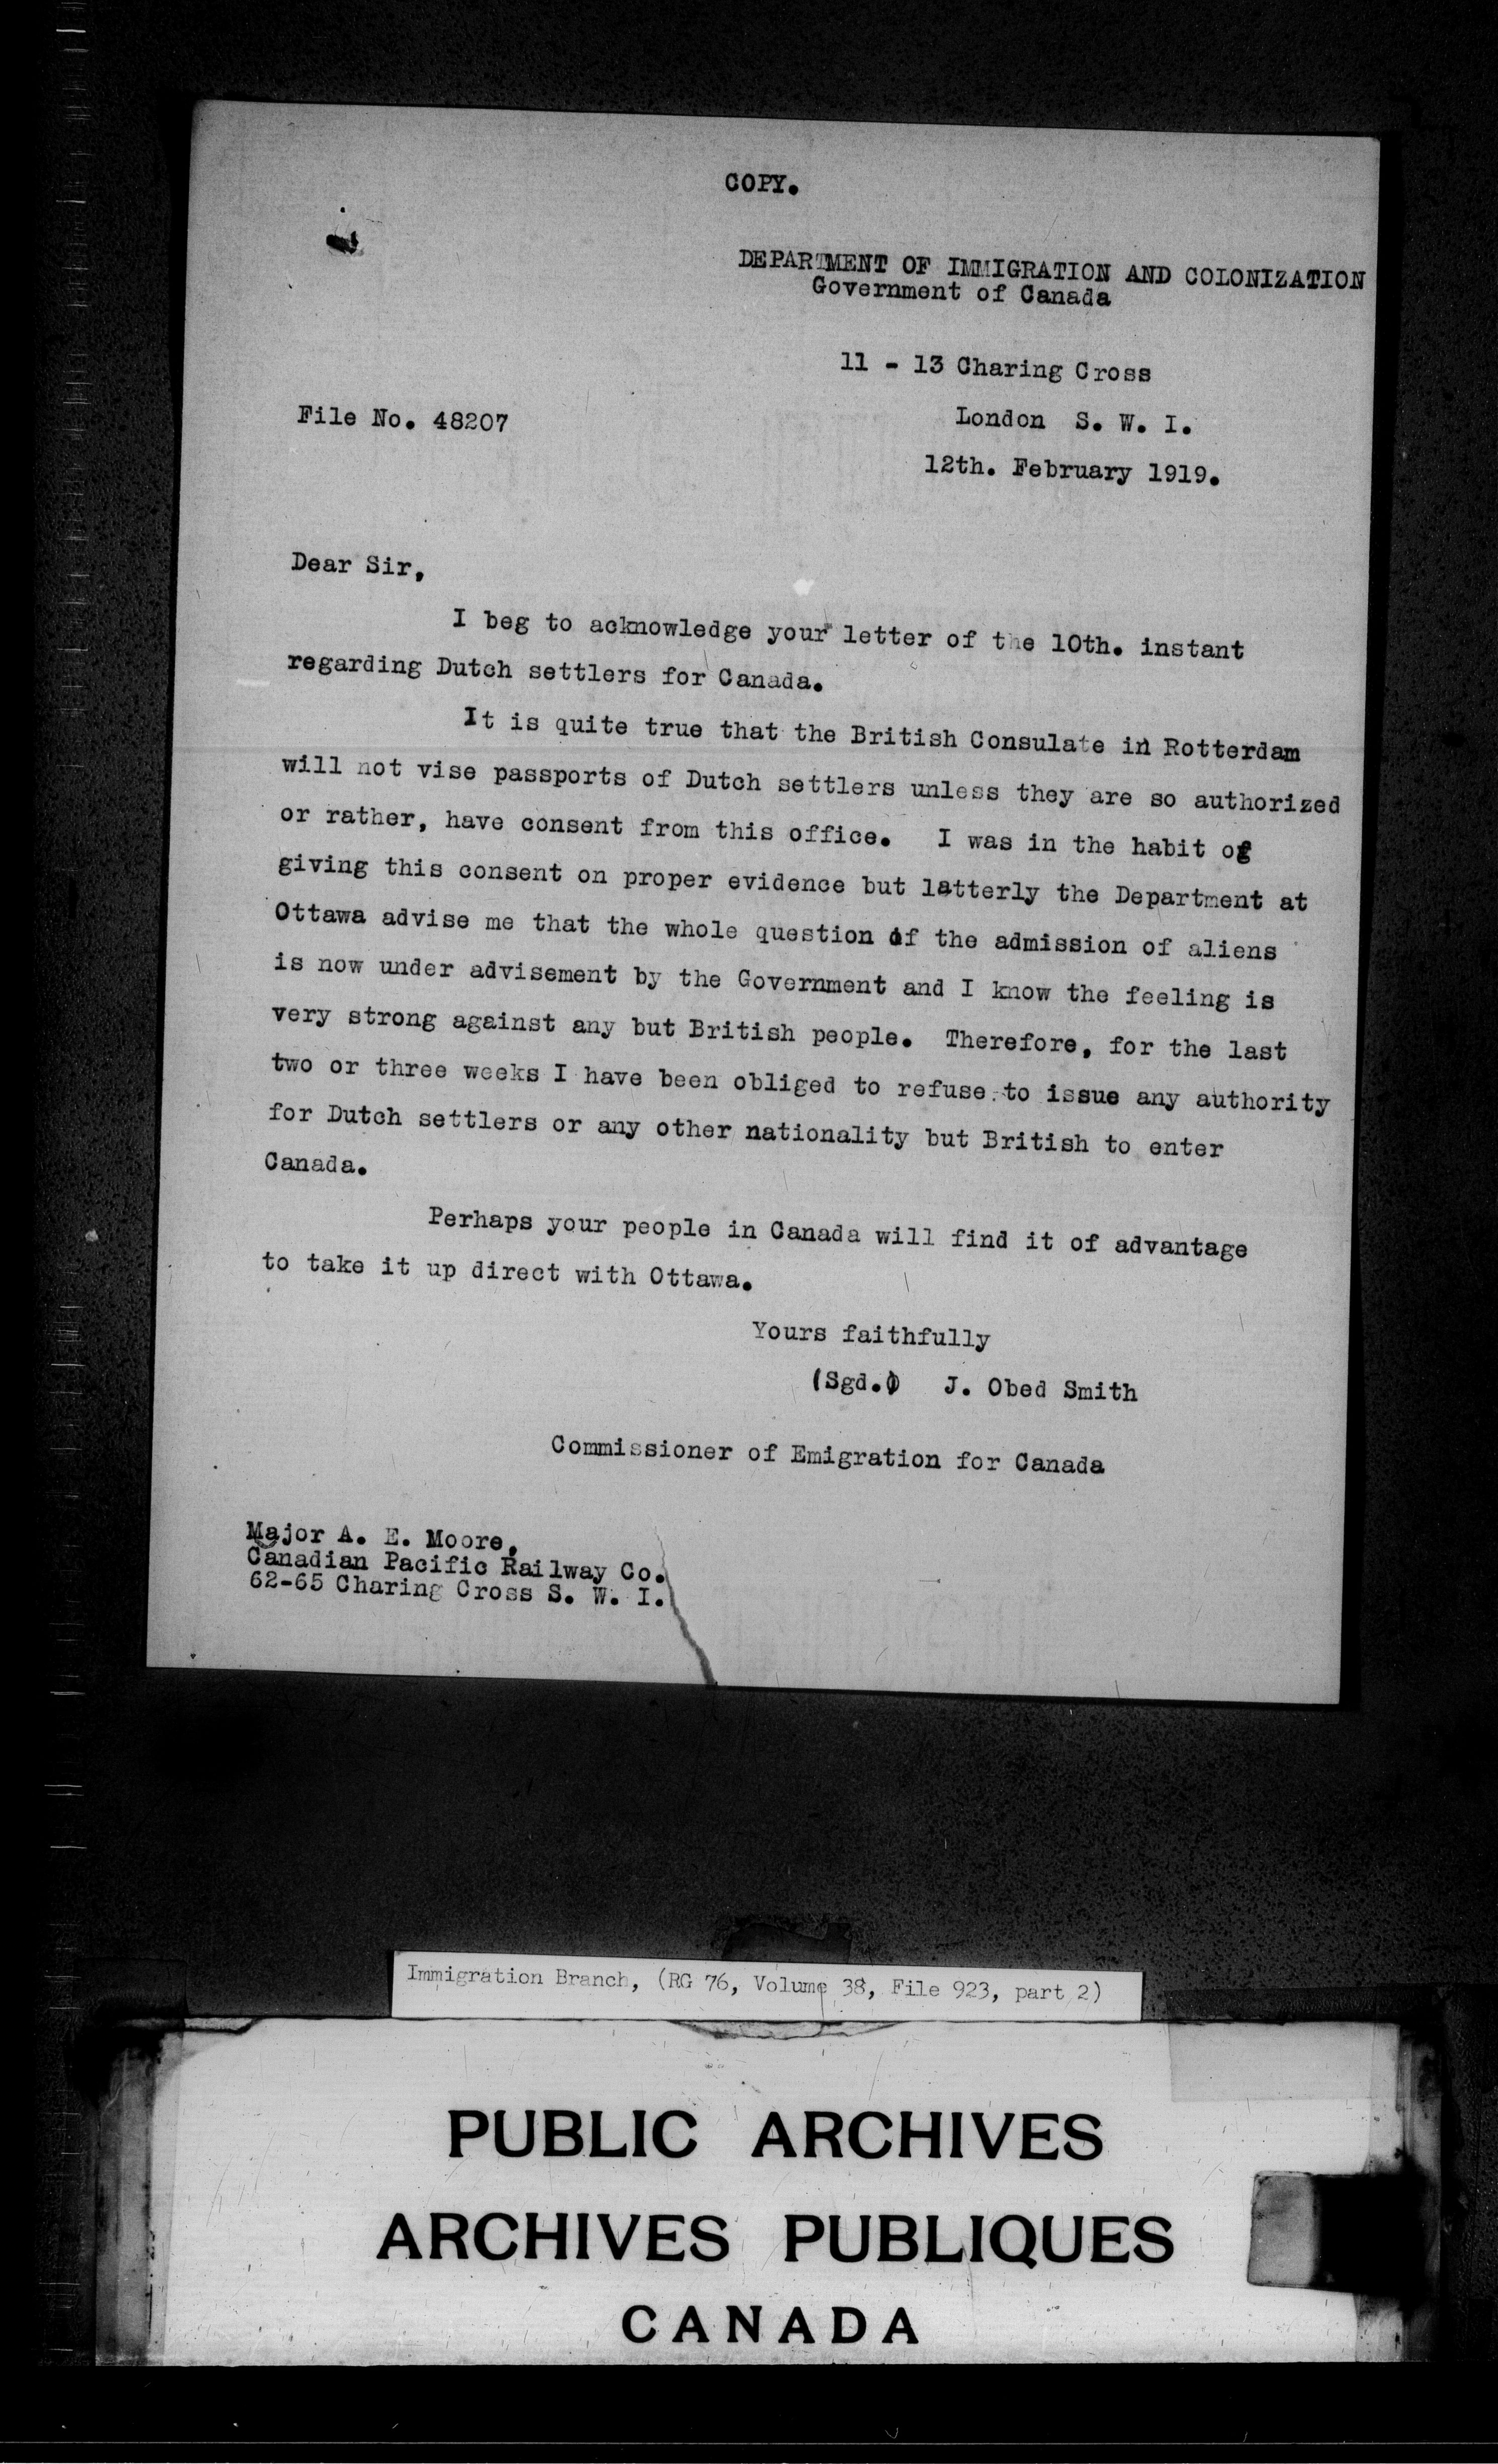 COPY.
DEPARTMENT OF IMMIGRATION AND COLONIZATION
Government of Canada
11 - 13 Charing Cross
File No. 48207
London S. W. I.
12th. February 1919.
Dear Sir,
I beg to acknowledge your letter of the 10th. instant
regarding Dutch settlers for Canada.
It is quite true that the British Consulate in Rotterdam
will not vise passports of Dutch settlers unless they are so authorized
or rather, have consent from this office. I was in the habit of
giving this consent on proper evidence but latterly the Department at
Ottawa advise me that the whole question of the admission of aliens
is now under advisement by the Government and I know the feeling is
very strong against any but British people. Therefore, for the last
two or three weeks I have been obliged to refuse to issue any authority
for Dutch settlers or any other nationality but British to enter
Canada.
Perhaps your people in Canada will find it of advantage
to take it up direct with Ottawa.
Yours faithfully
(Sgd.) J. Obed Smith
Commissioner of Emigration for Canada
Major A. E. Moore,
Canadian Pacific Railway Co.
62-65 Charing Cross S. W. I.
Immigration Branch, (RG 76, Volume 38, File 923, part 2)
PUBLIC ARCHIVES
ARCHIVES PUBLIQUES
CANADA